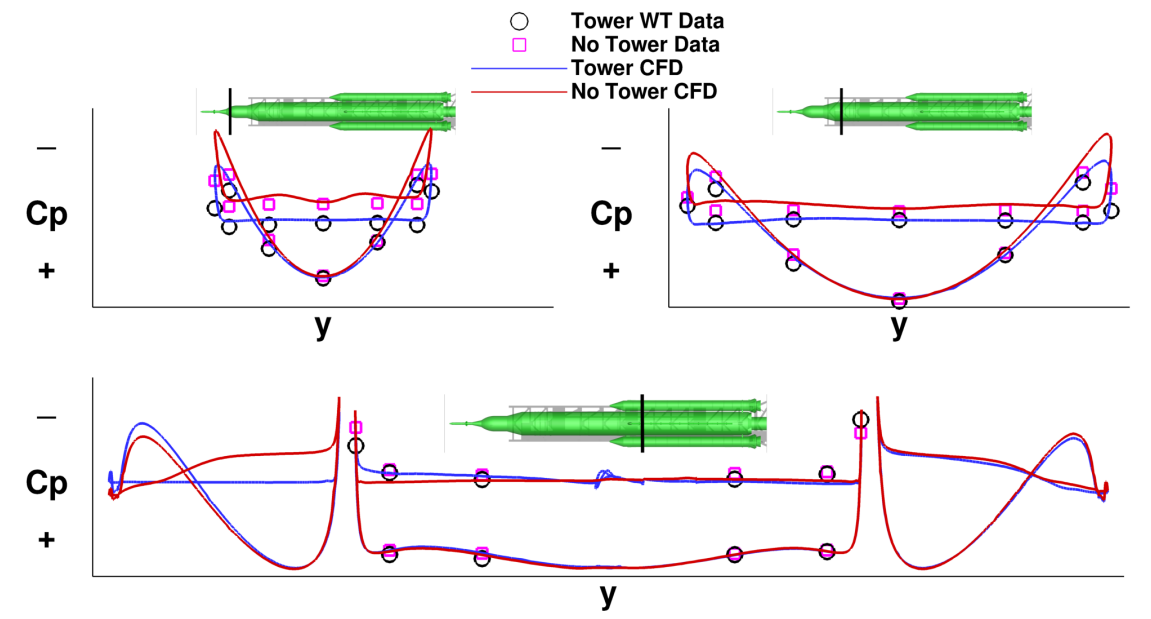 Tower WT Data
No Tower Data
Tower CFD
No Tower CFD
—
Cp
+
y
—
Cp
+
y
—
Cp
+
y